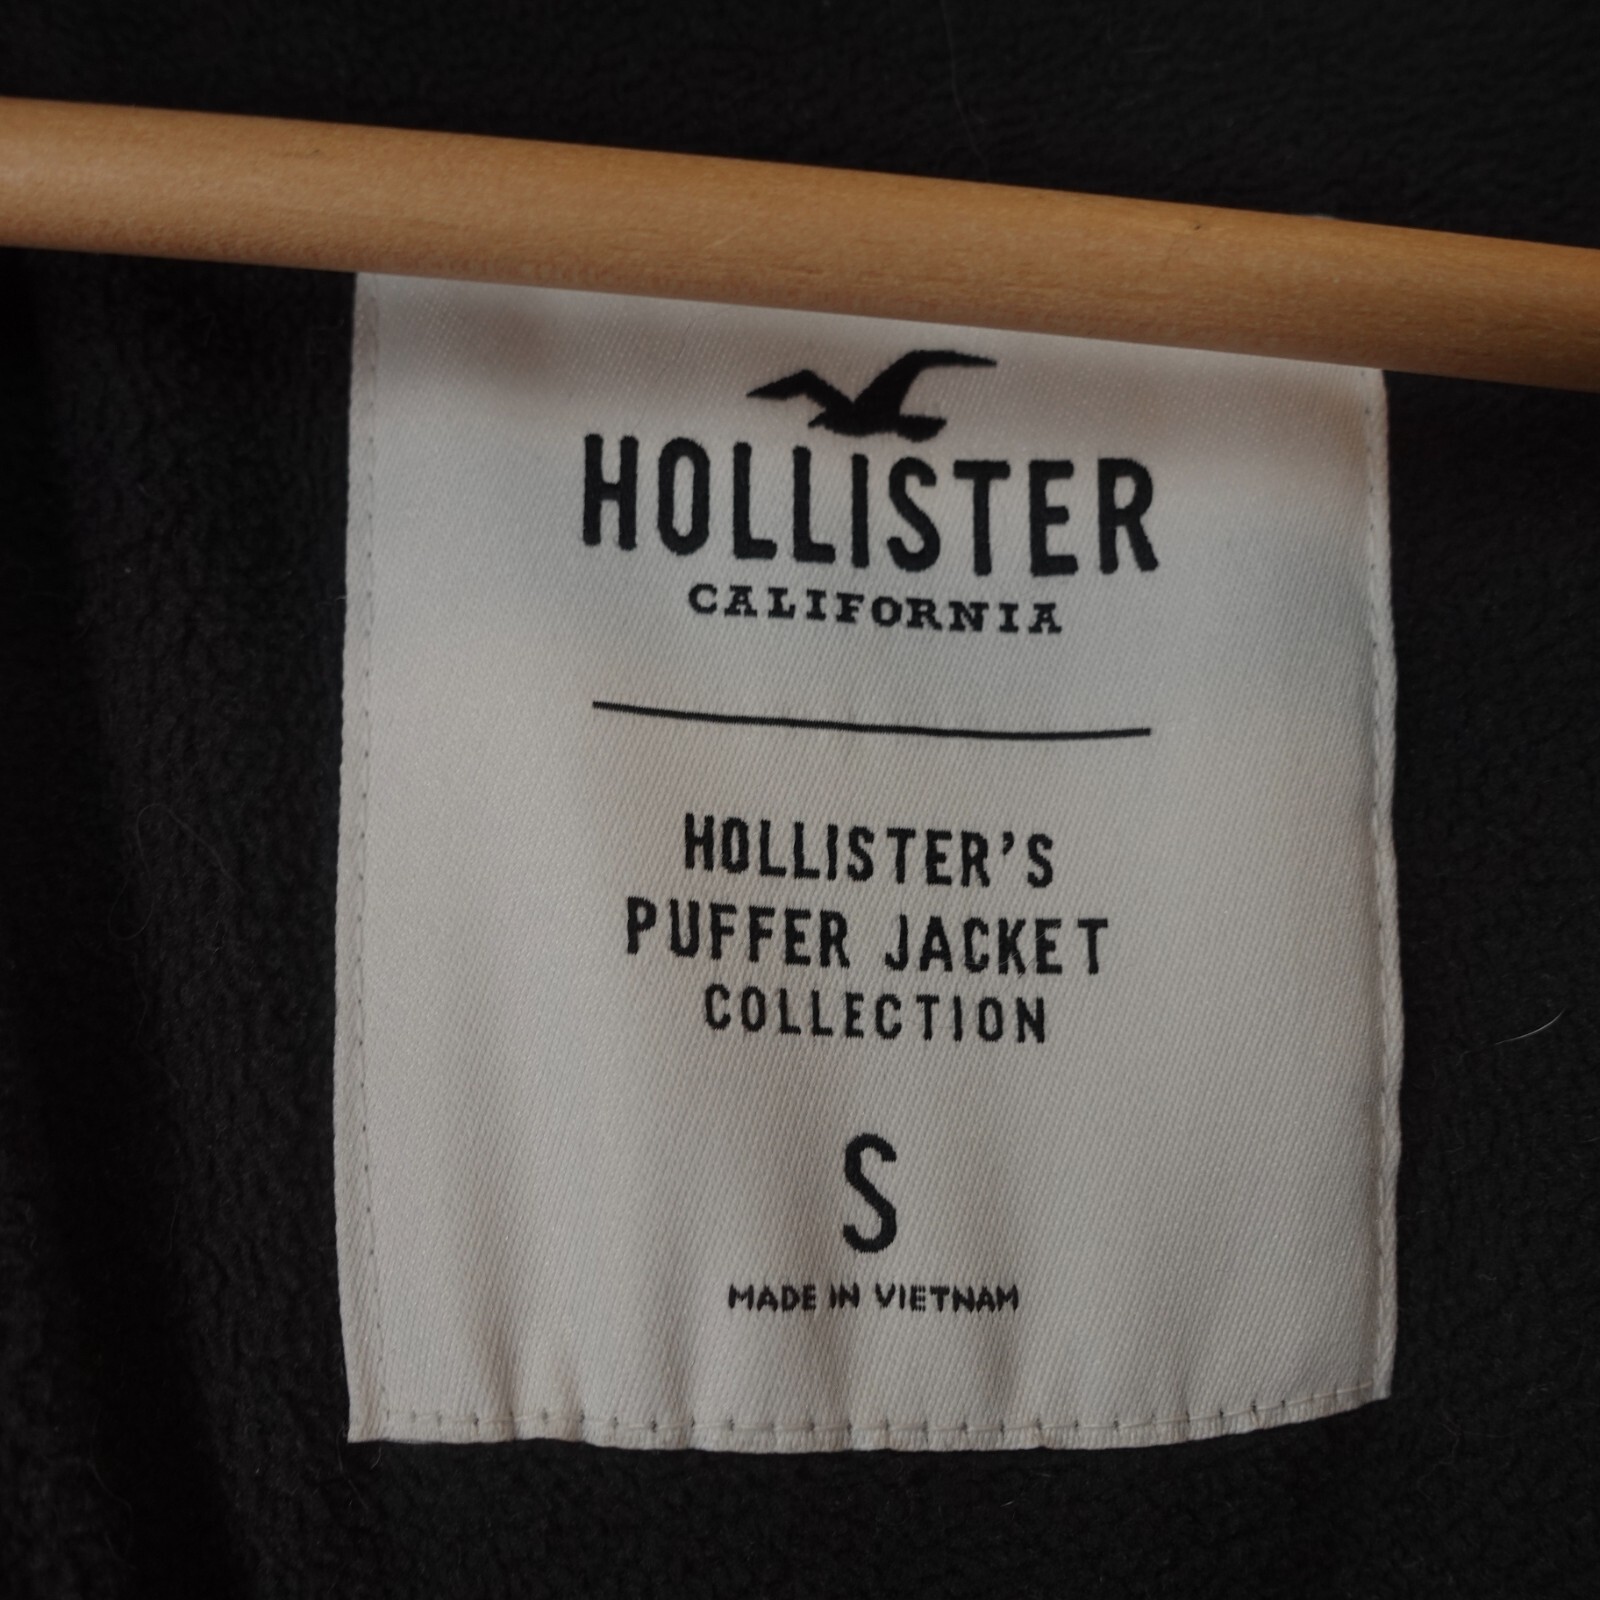 HOLLISTER
CALIFORNIA
HOLLISTER'S
PUFFER JACKET
COLLECTION
S
MADE IN VIETNAM